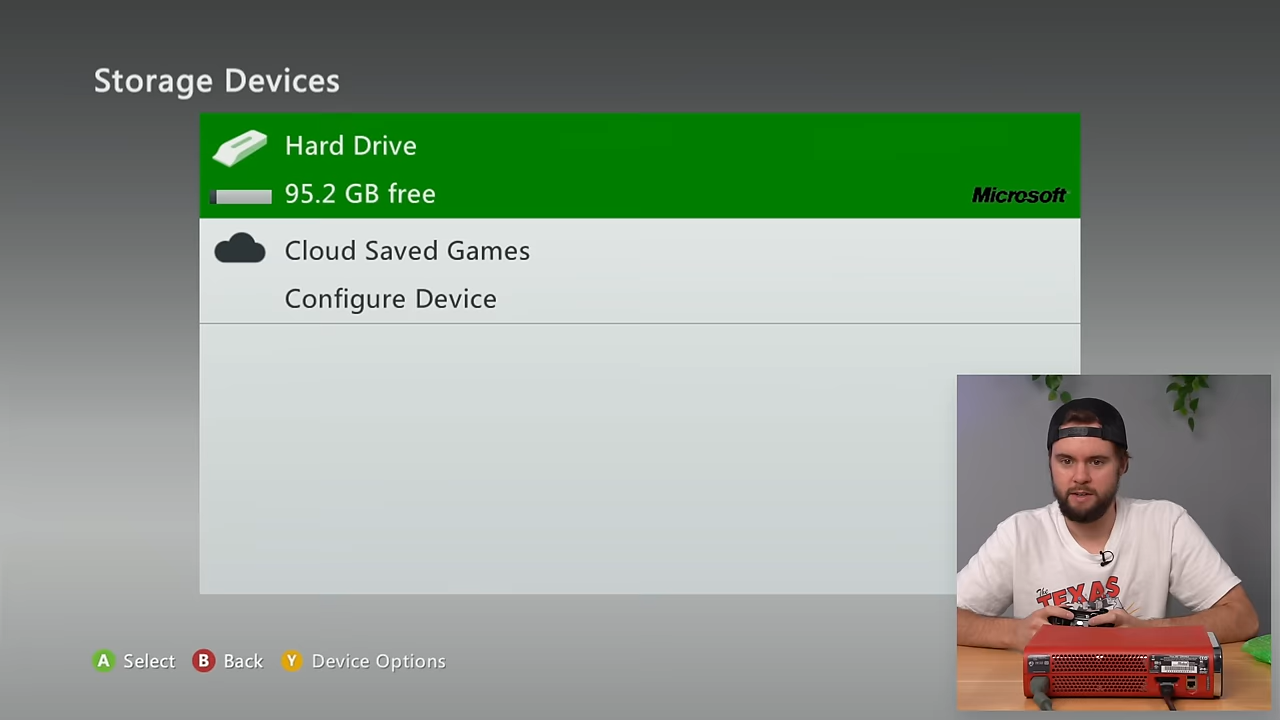 Storage Devices
Hard Drive
95.2 GB free
Microsoft
Cloud Saved Games
Configure Device
The
TEXAS
A Select B Back Y Device Options